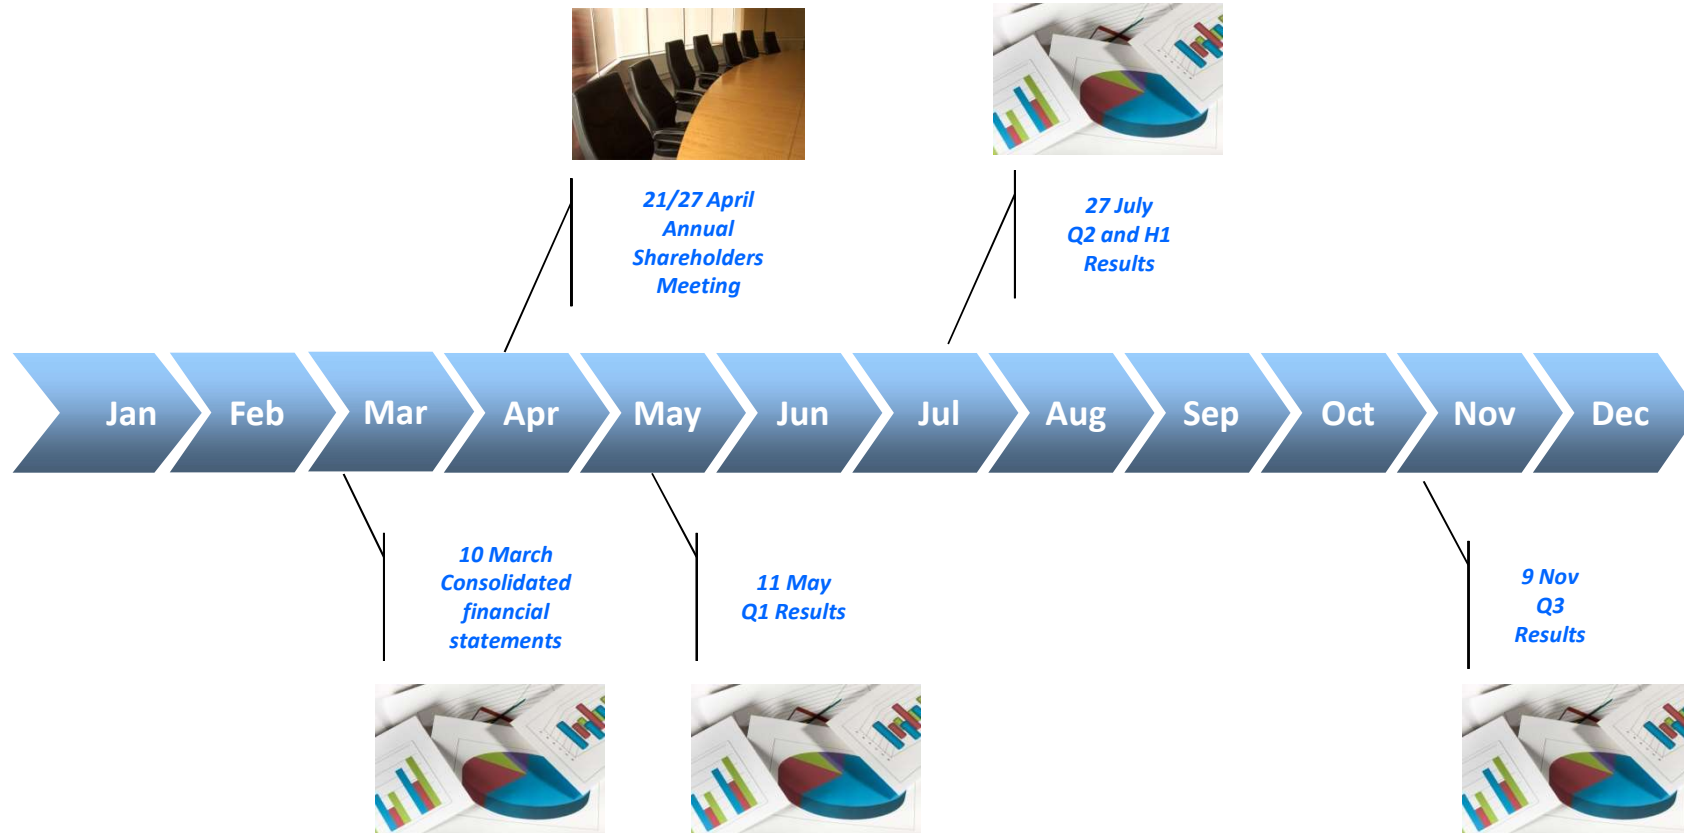 21/27 April
Annual
Shareholders
Meeting
27 July
Q2 and H1
Results
Jan
Feb
Mar
Apr
May
Jun
Jul
Aug
Sep
Oct
Nov
Dec
10 March
Consolidated
financial
statements
11 May
Q1 Results
9 Nov
Q3
Results